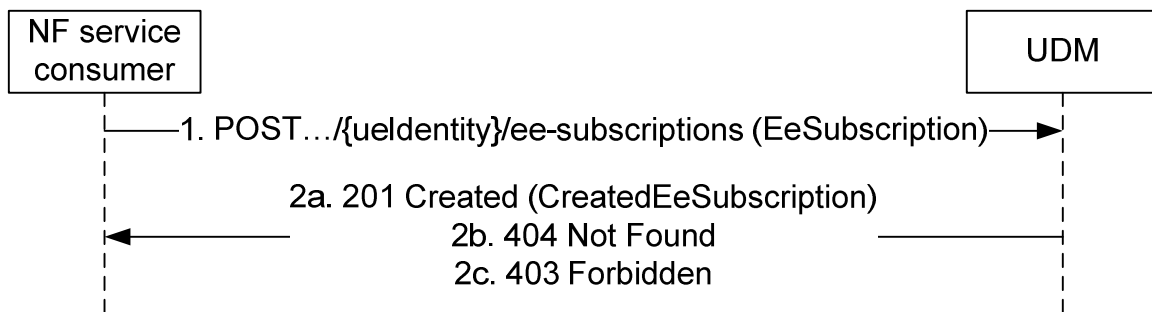 NF service
consumer
UDM
1. POST…/{ueIdentity}/ee-subscriptions (EeSubscription)
2a. 201 Created (CreatedEeSubscription)
2b. 404 Not Found
2c. 403 Forbidden